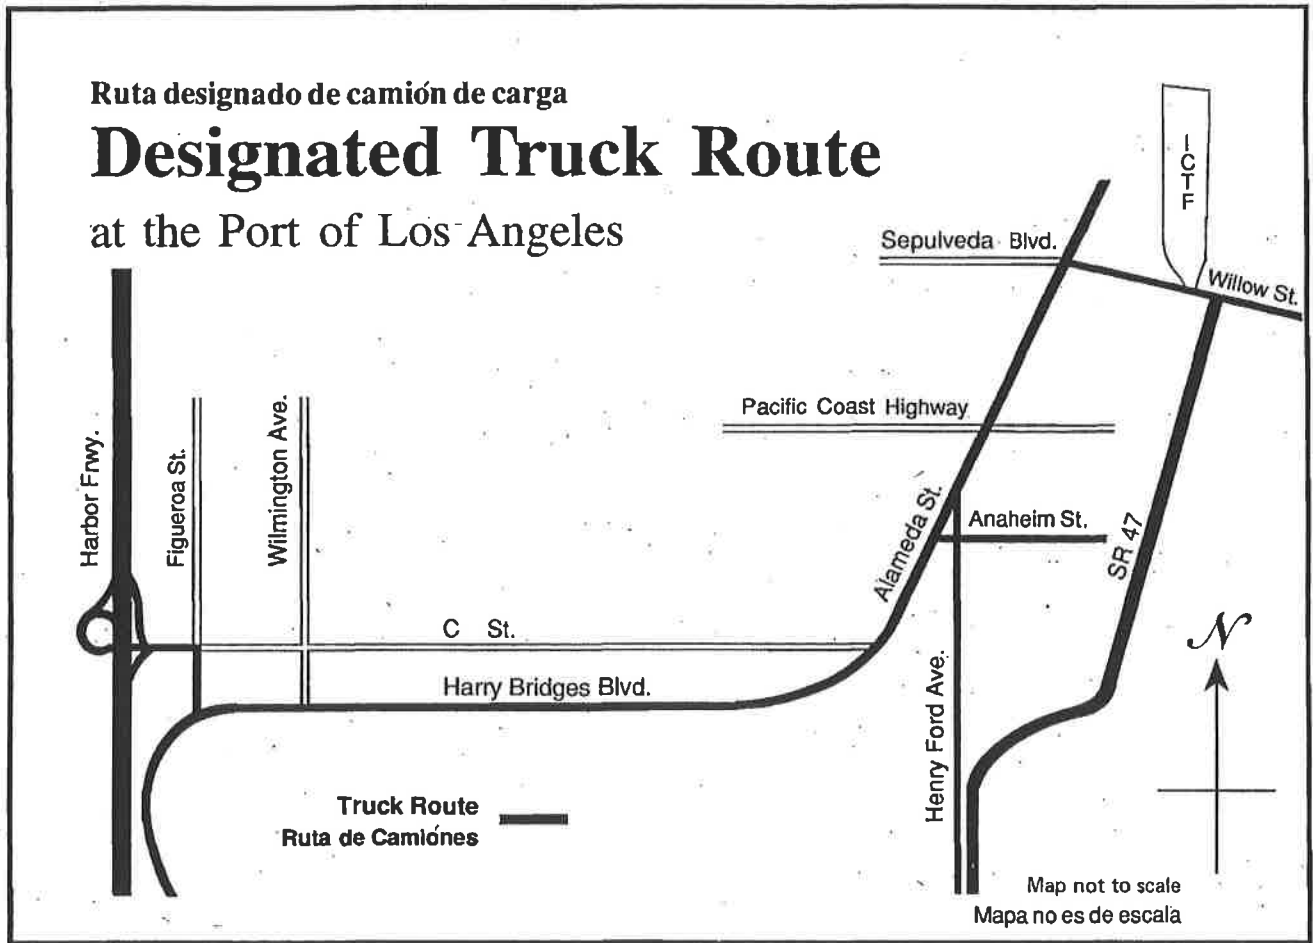 Ruta designado de camión de carga
Designated Truck Route
at the Port of Los Angeles
ICTF
Sepulveda Blvd.
Willow St.
Pacific Coast Highway
Harbor Frwy.
Figueroa St.
Wilmington Ave.
Alameda St.
Anaheim St.
SR 47
C St.
Harry Bridges Blvd.
Henry Ford Ave.
N
Truck Route
Ruta de Camiónes
Map not to scale
Mapa no es de escala